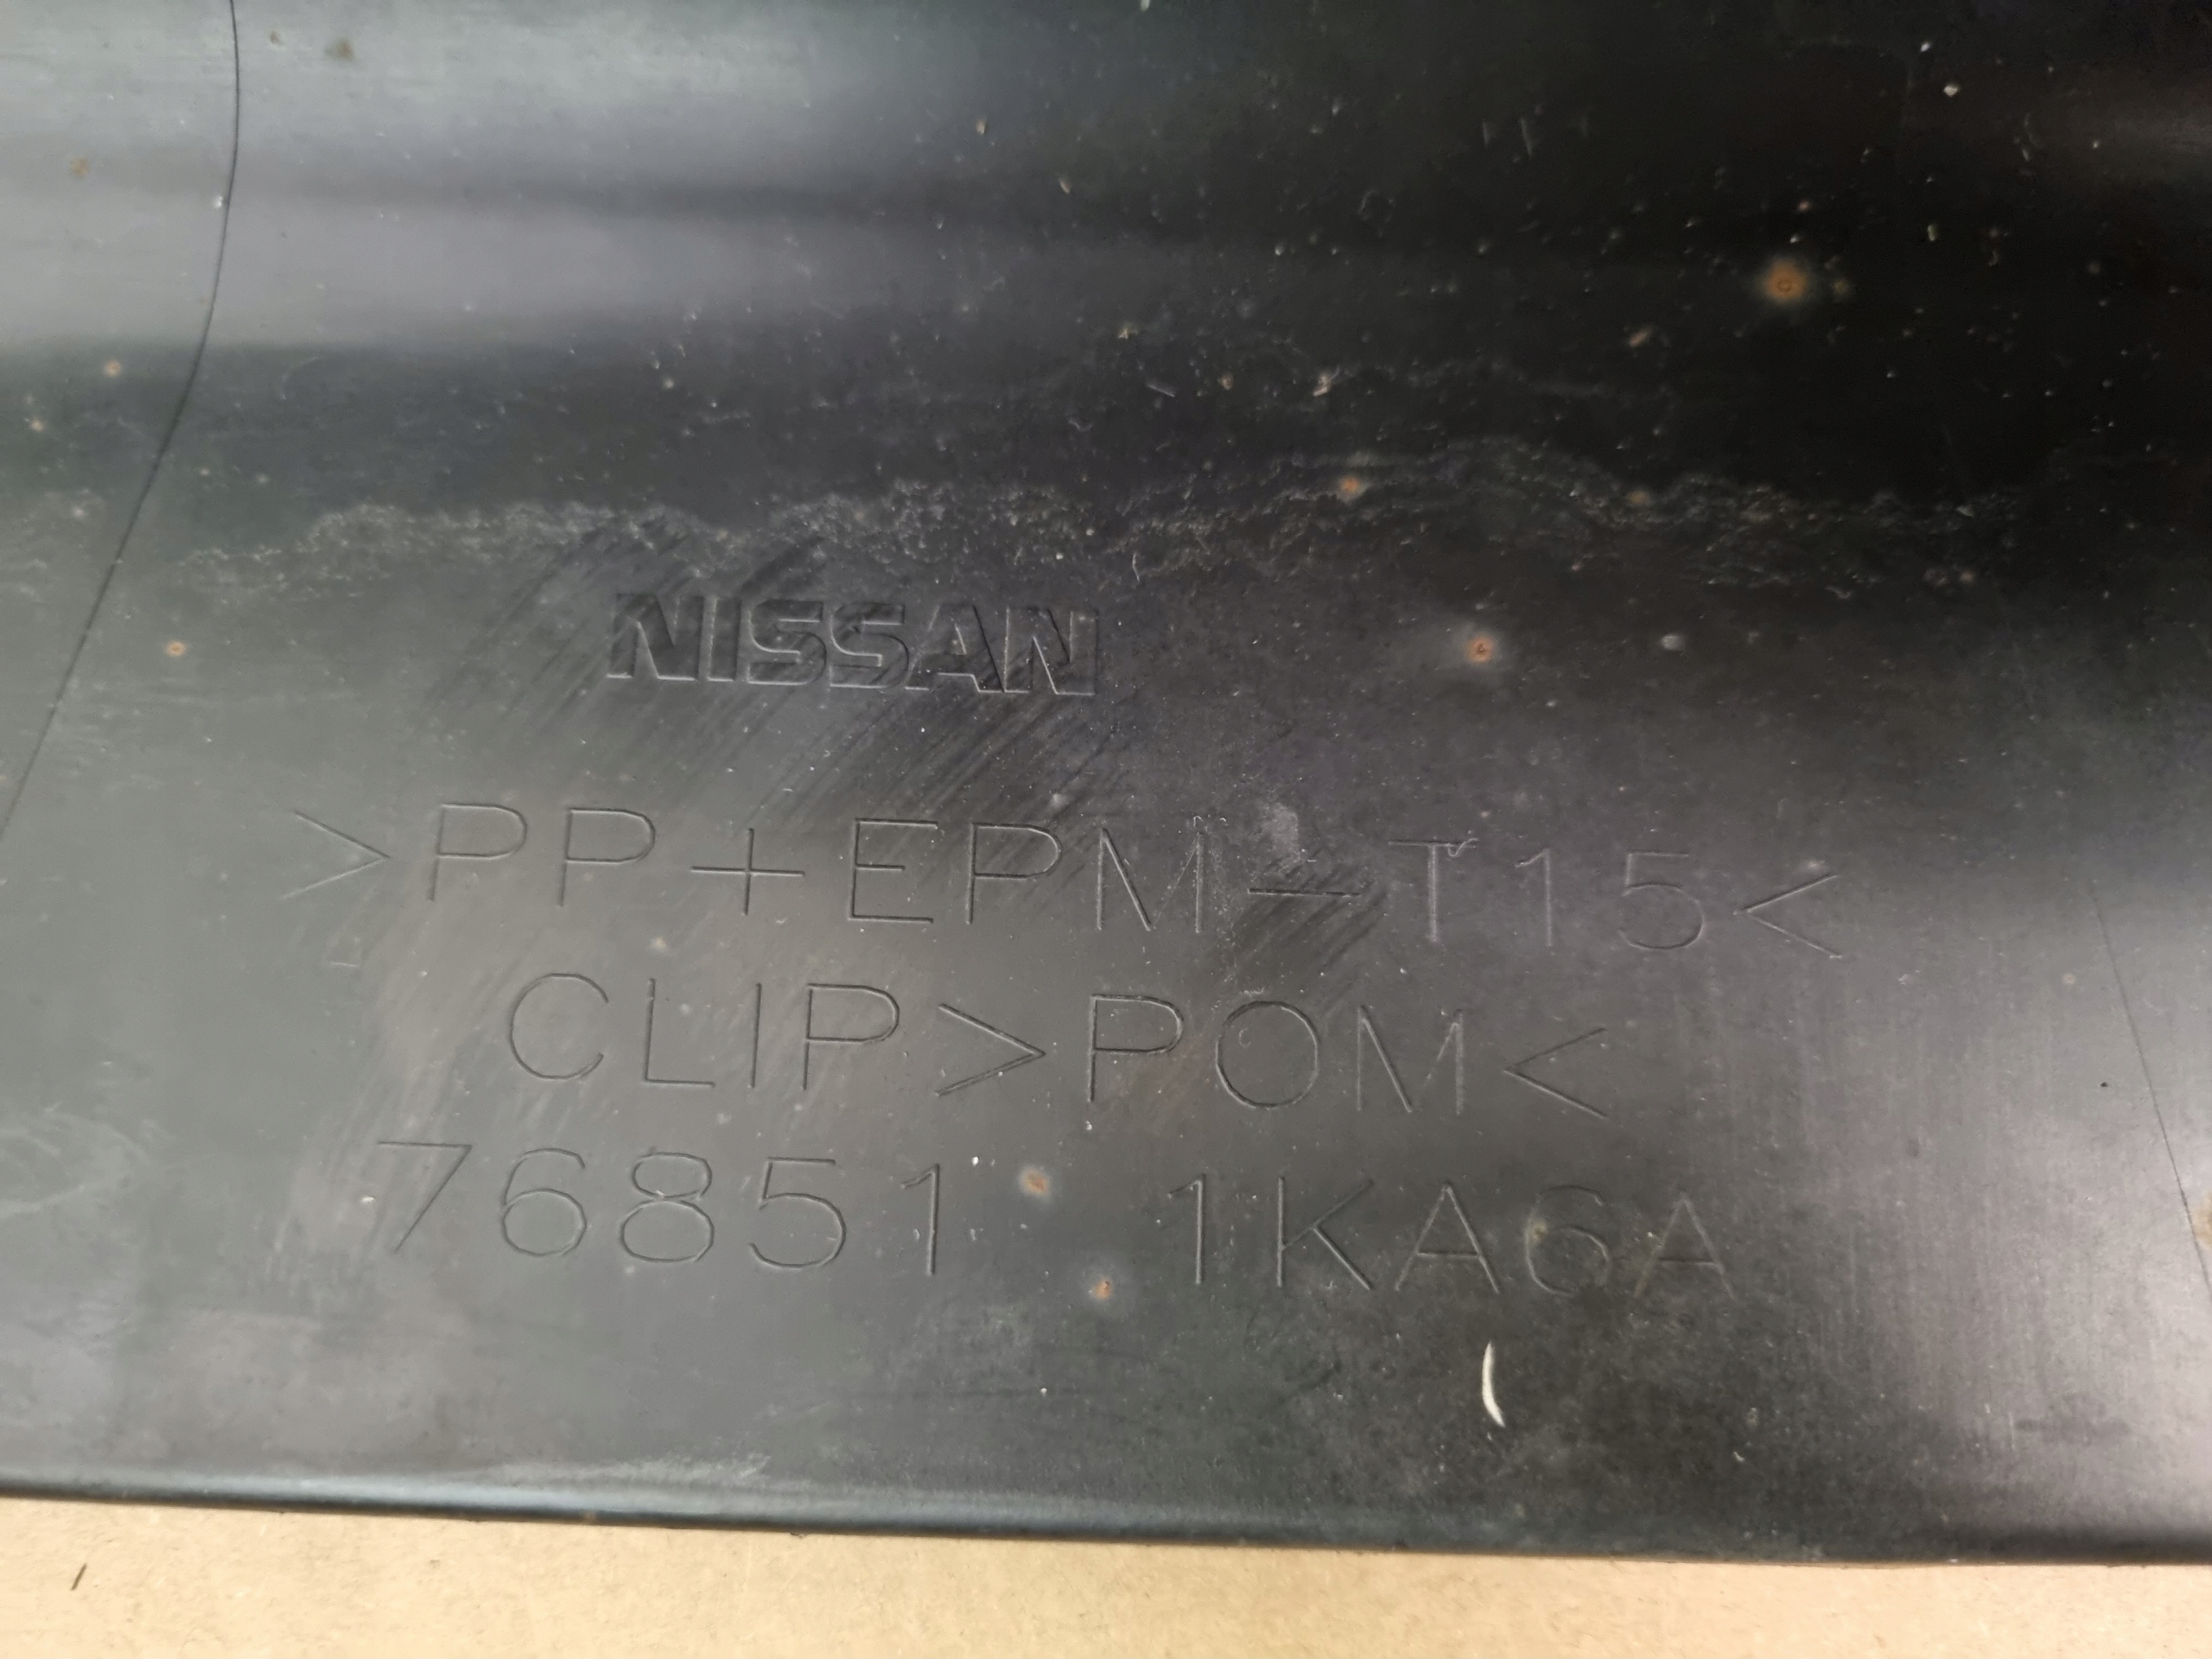 NISSAN
>PP+EPM-T15<
CLIP>POM<
76851 1KA6A